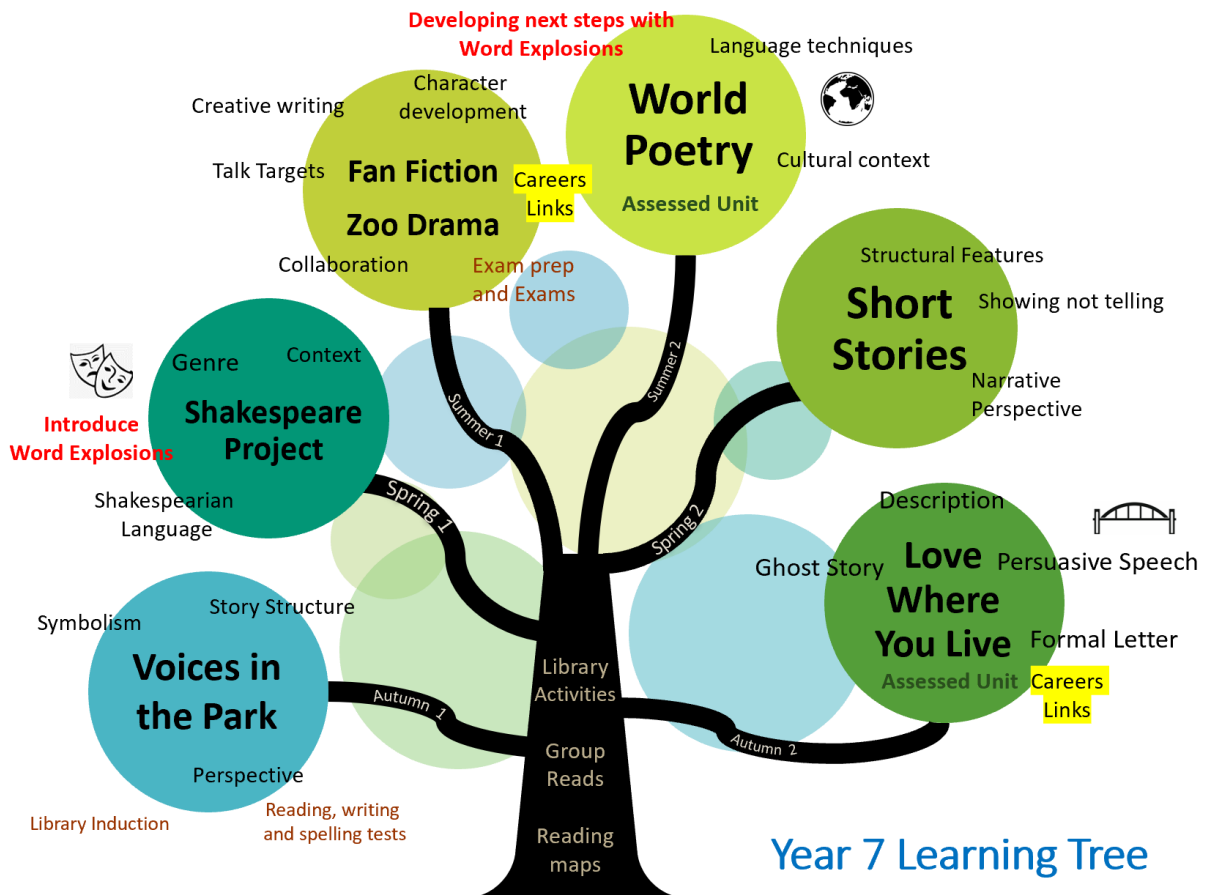 Developing next steps with
Word Explosions
Language techniques
World
Poetry
Cultural context
Assessed Unit
Character
development
Creative writing
Talk Targets
Fan Fiction
Zoo Drama
Careers
Links
Collaboration
Exam prep
and Exams
Structural Features
Short
Stories
Showing not telling
Narrative
Perspective
Genre
Context
Shakespeare
Project
Introduce
Word Explosions
Shakespearian
Language
Summer 1
Summer 2
Spring 1
Spring 2
Description
Love
Where
You Live
Ghost Story
Persuasive Speech
Formal Letter
Assessed Unit
Careers
Links
Story Structure
Symbolism
Voices in
the Park
Perspective
Library Induction
Reading, writing
and spelling tests
Autumn 1
Autumn 2
Library
Activities
Group
Reads
Reading
maps
Year 7 Learning Tree